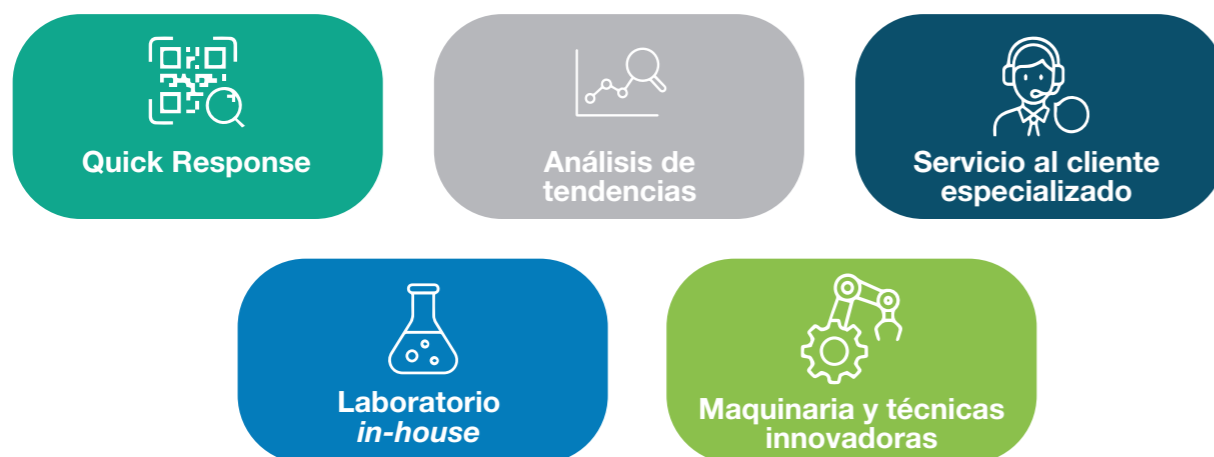 Quick Response
Análisis de
tendencias
Servicio al cliente
especializado
Laboratorio
in-house
Maquinaria y técnicas
innovadoras